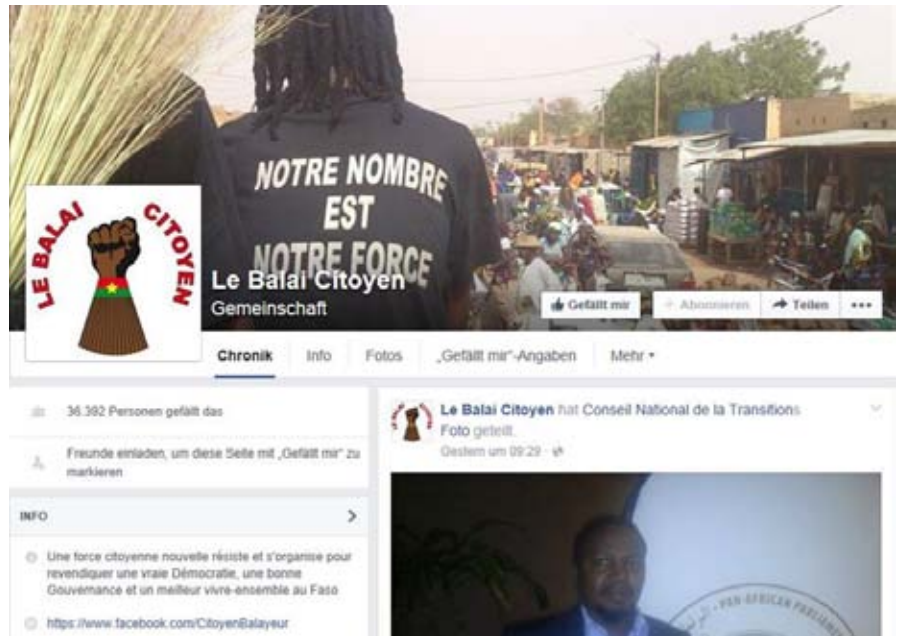 NOTRE NOMBRE
EST
NOTRE FORCE
LE BALAI CITOYEN
Le Balai Citoyen
Gemeinschaft
Gefällt mir
Abonnieren
Teilen
Chronik
Info
Fotos
„Gefällt mir“-Angaben
Mehr
36.392 Personen gefällt das
Freunde einladen, um diese Seite mit „Gefällt mir“ zu
markieren
INFO
Une force citoyenne nouvelle résiste et s'organise pour
revendiquer une vraie Démocratie, une bonne
Gouvernance et un meilleur vivre-ensemble au Faso
https://www.facebook.com/CitoyenBalayeur
Le Balai Citoyen hat Conseil National de la Transitions
Foto geteilt.
Gestern um 09:29
PAN-AFRICAN PARLIAM